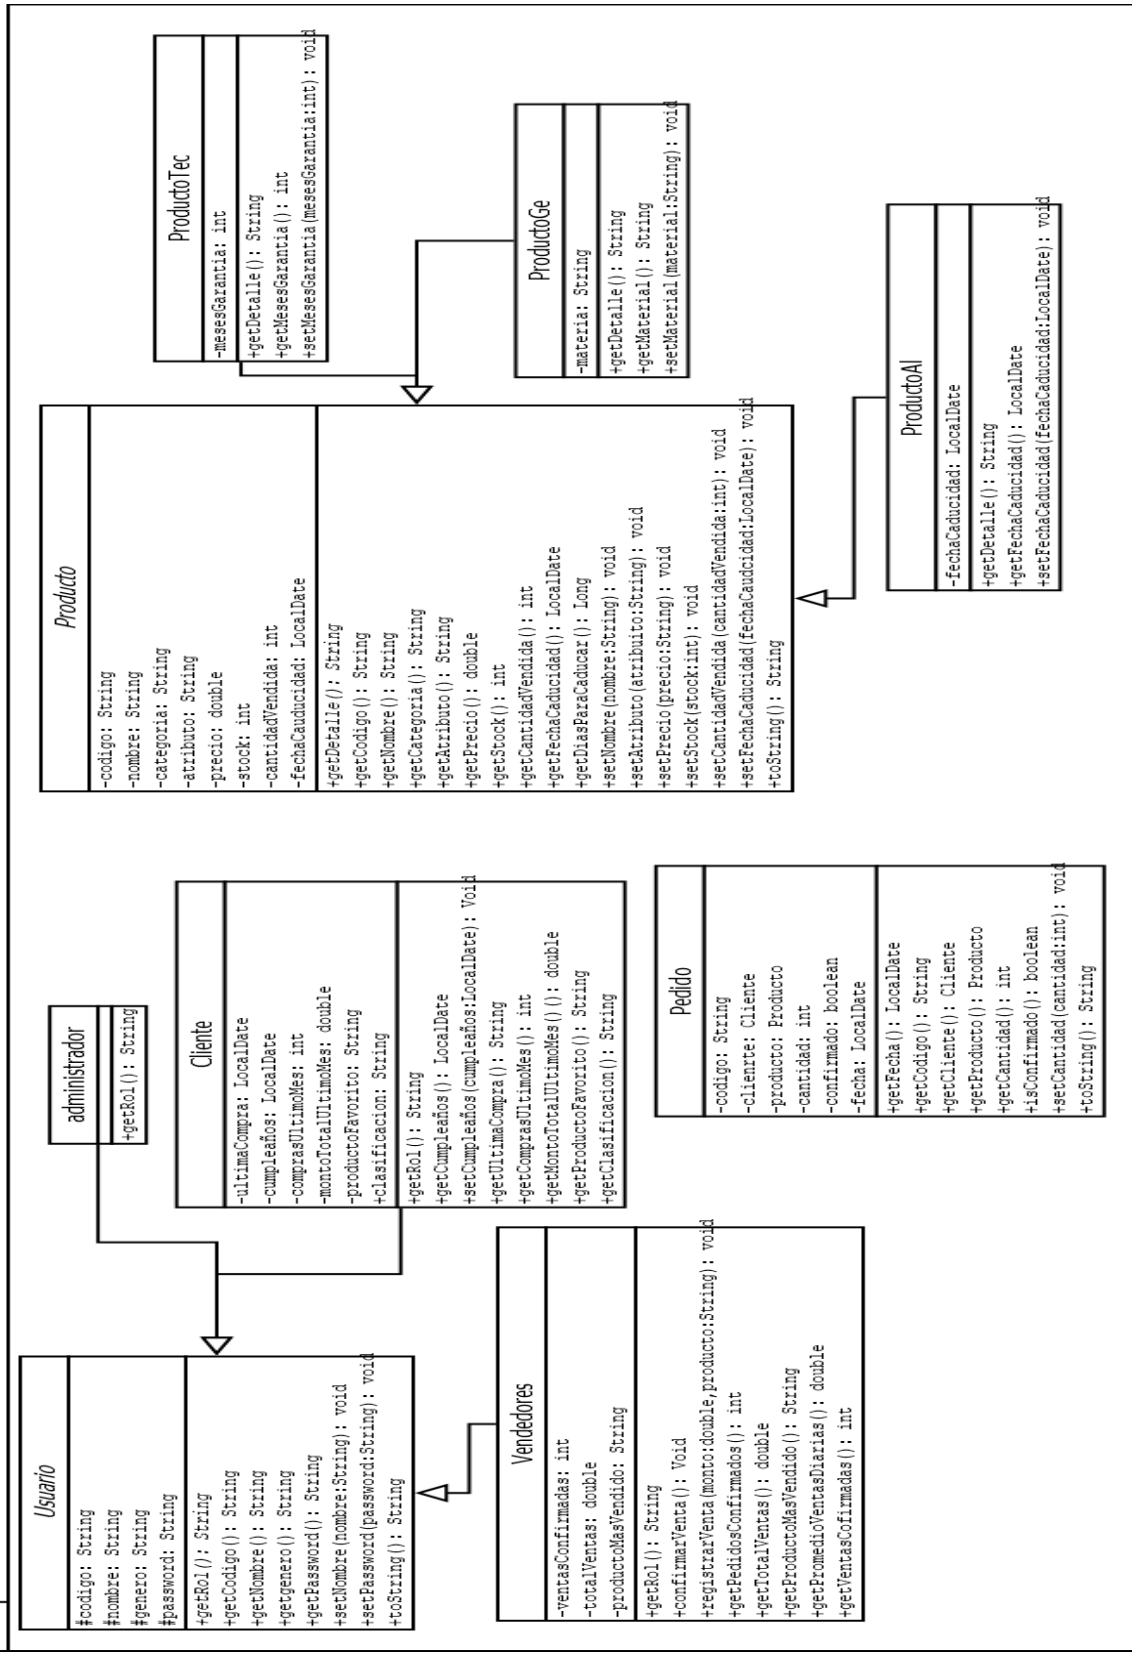 Usuario
#codigo: String
#nombre: String
#genero: String
#password: String
+getRol(): String
+getCodigo(): String
+getNombre(): String
+getgenero(): String
+getPassword(): String
+setNombre(nombre:String): void
+setPassword(password:String): void
+toString(): String
administrador
+getRol(): String
Cliente
-ultimaCompra: LocalDate
-cumpleaños: LocalDate
-comprasUltimoMes: int
-montoTotalUltimoMes: double
-productoFavorito: String
+clasificacion: Stning
+getRol(): String
+getCumpleaños(): LocalDate
+setCumpleaños(cumpleaños:LocalDate): Void
+getUltimaCompra(): String
+getComprasUltimoMes(): int
+getMontoTotalUltimoMes()(): double
+getProductoFavorito(): String
+getClasificacion(): String
Vendedores
-ventasConfirmadas: int
-totalVentas: double
-productoMasVendido: String
+getRol(): String
+confirmarVenta(): Void
+registrarVenta(monto:double,producto:String): void
+getPedidosConfirmados(): int
+getTotalVentas(): double
+getProductoMasVendido(): String
+getPromedioVentasDiarias(): double
+getVentasCofirmadas(): int
Pedido
-codigo: String
-clienrte: Cliente
-producto: Producto
-cantidad: int
-confirmado: boolean
-fecha: LocalDate
+getFecha(): LocalDate
+getCodigo(): String
+getCliente(): Cliente
+getProducto(): Producto
+getCantidad(): int
+isConfirmado(): boolean
+setCantidad(cantidad:int): void
+toString(): String
Producto
-codigo: String
-nombre: String
-categoria: String
-atributo: String
-precio: double
-stock: int
-cantidadVendida: int
-fechaCauducidad: LocalDate
+getDetalle(): String
+getCodigo(): String
+getNombre(): String
+getCategoria(): String
+getAtributo(): String
+getPrecio(): double
+getStock(): int
+getCantidadVendida(): int
+getFechaCaducidad(): LocalDate
+getDiasParaCaducar(): Long
+setNombre(nombre:String): void
+setAtributo(atribuito:String): void
+setPrecio(precio:String): void
+setStock(stock:int): void
+setCantidadVendida(cantidadVendida:int): void
+setFechaCaducidad(fechaCaudcidad:LocalDate): void
+toString(): String
ProductoTec
-mesesGarantia: int
+getDetalle(): String
+getMesesGarantia(): int
+setMesesGarantia(mesesGarantia:int): void
ProductoGe
-materia: String
+getDetalle(): String
+getMaterial(): String
+setMaterial(material:String): void
ProductoAl
-fechaCaducidad: LocalDate
+getDetalle(): String
+getFechaCaducidad(): LocalDate
+setFechaCaducidad(fechaCaducidad:LocalDate): void